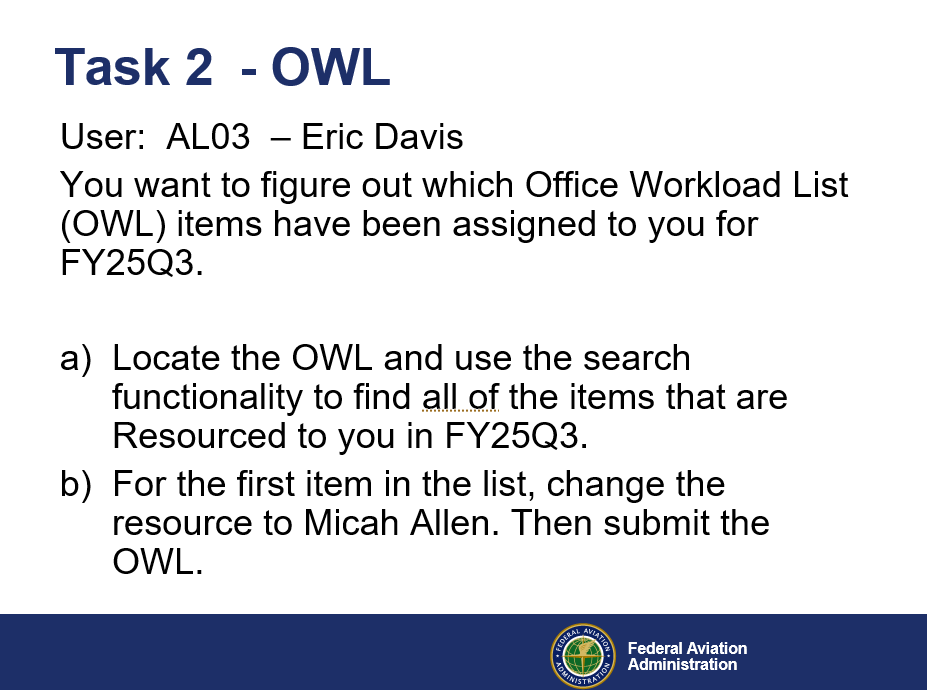 Task 2 - OWL
User: AL03 – Eric Davis
You want to figure out which Office Workload List
(OWL) items have been assigned to you for
FY25Q3.
a) Locate the OWL and use the search
functionality to find all of the items that are
Resourced to you in FY25Q3.
b) For the first item in the list, change the
resource to Micah Allen. Then submit the
OWL.
FEDERAL AVIATION
ADMINISTRATION
Federal Aviation
Administration